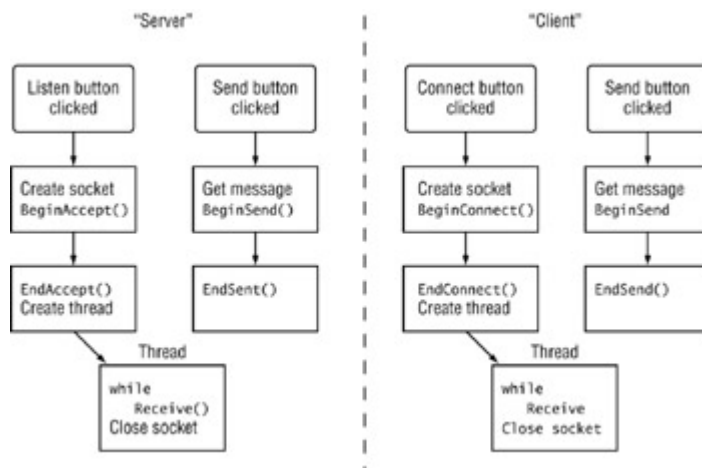 "Server"
Listen button
clicked
Send button
clicked
Create socket
BeginAccept()
Get message
BeginSend()
EndAccept()
Create thread
EndSent()
Thread
while
Receive()
Close socket
"Client"
Connect button
clicked
Send button
clicked
Create socket
BeginConnect()
Get message
BeginSend
EndConnect()
Create thread
EndSend()
Thread
while
Receive
Close socket